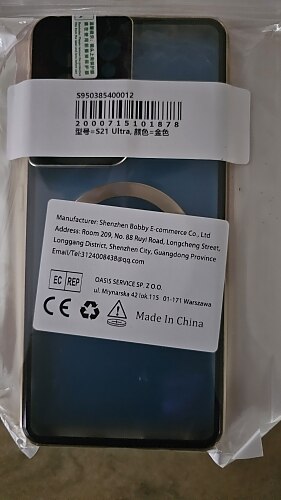 S950385400012
2000715101878
型号=S21 Ultra, 颜色=金色
Manufacturer: Shenzhen Bobby E-commerce Co., Ltd
Address: Room 209, No. 88 Ruyi Road, Longcheng Street,
Longgang District, Shenzhen City, Guangdong Province
Email/Tel:3124008438@qq.com
EC REP
OASIS SERVICE SP. Z O.O.
ul. Mlynarska 42 lok.115 01-171 Warszawa
CE
Made In China